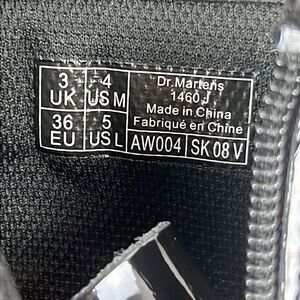 3 UK 4 US M
36 EU 5 US L
Dr.Martens
1460 J
Made in China
Fabriqué en Chine
AW004 SK 08 V